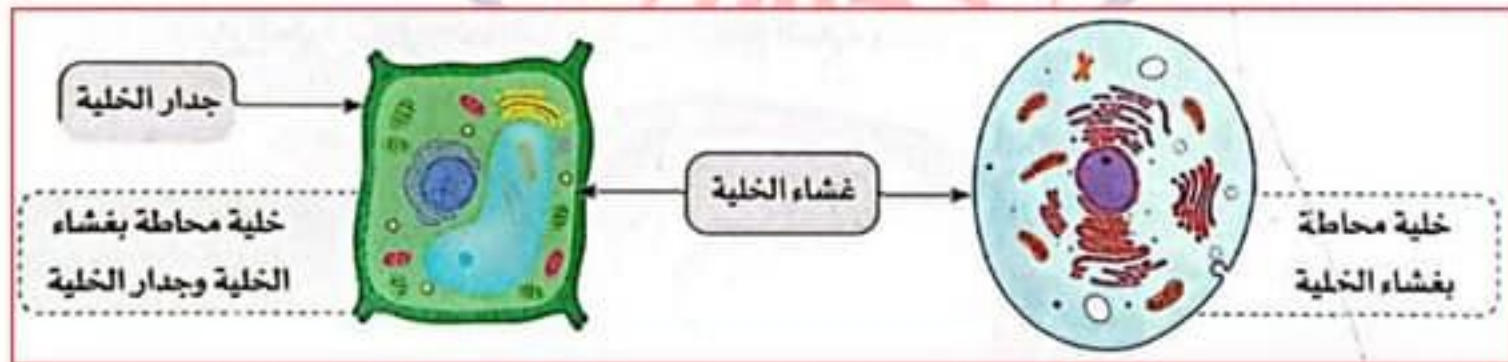 جدار الخلية
غشاء الخلية
خلية محاطة
بغشاء الخلية
خلية محاطة بغشاء
الخلية وجدار الخلية